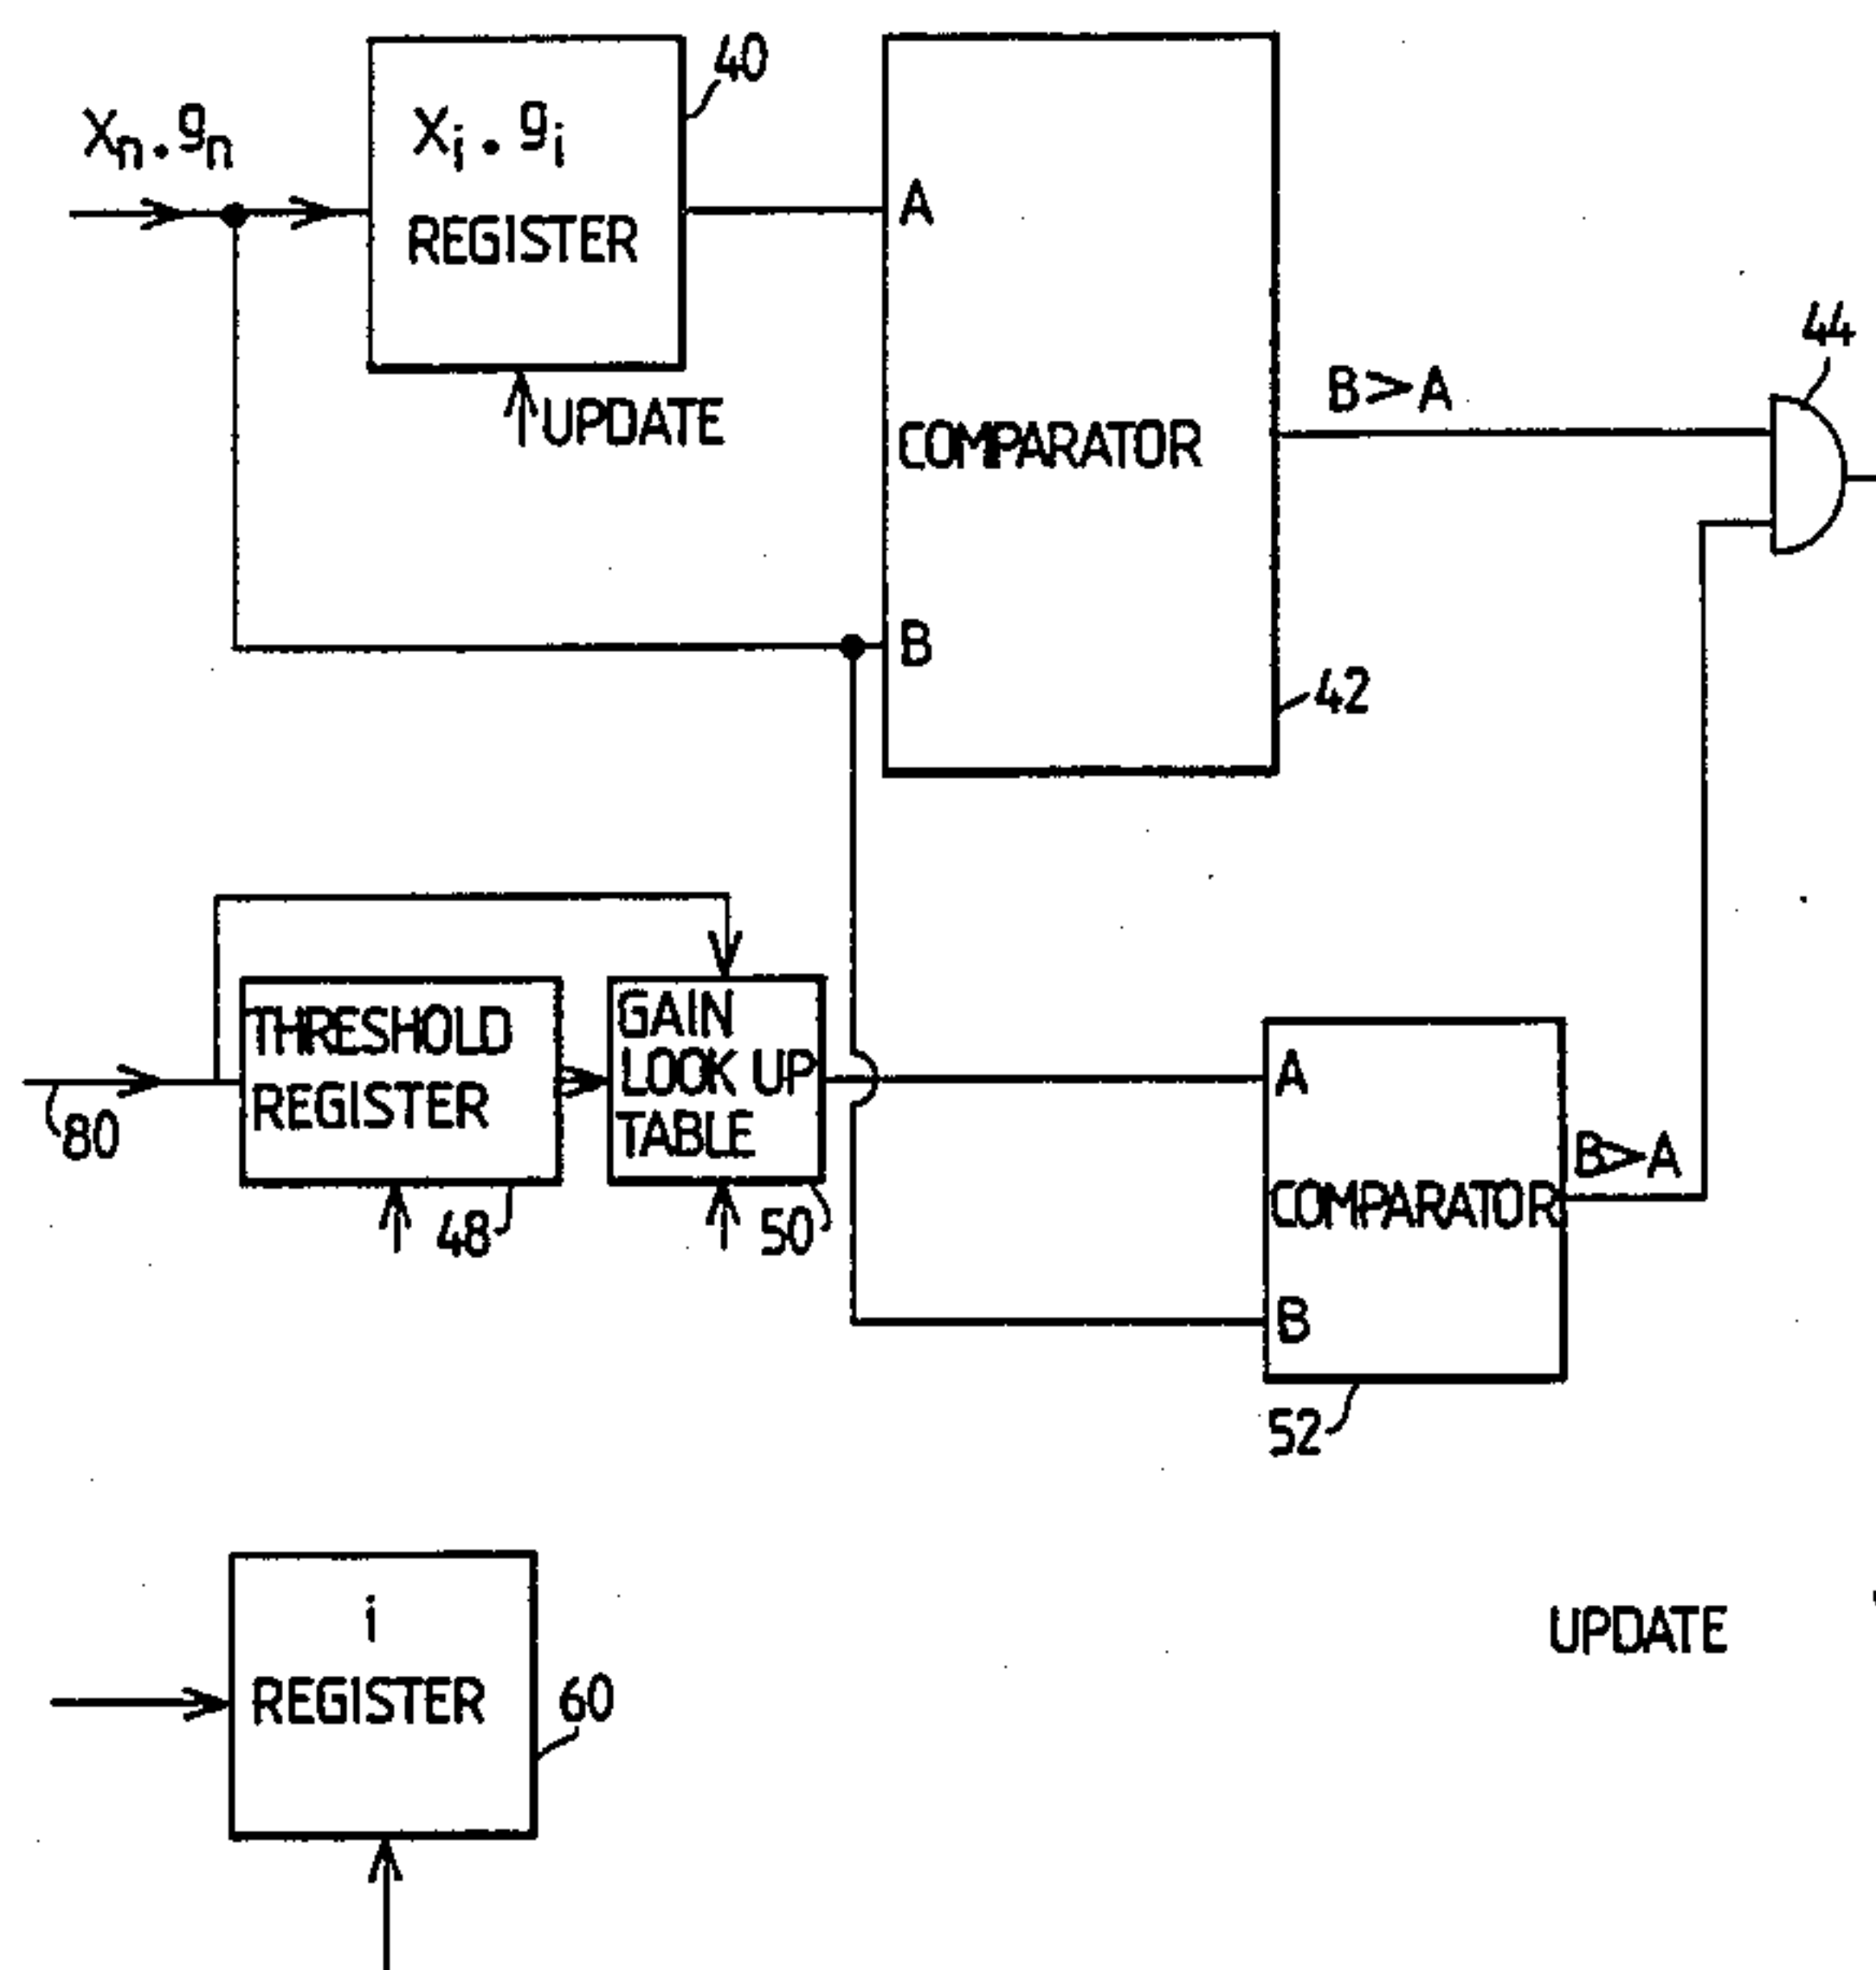 40
Xn.gn
Xi.gi
REGISTER
UPDATE
A
COMPARATOR
B
42
B>A
44
THRESHOLD
REGISTER
80
48
GAIN
LOOK UP
TABLE
50
A
COMPARATOR
B
B>A
52
i
REGISTER
60
UPDATE